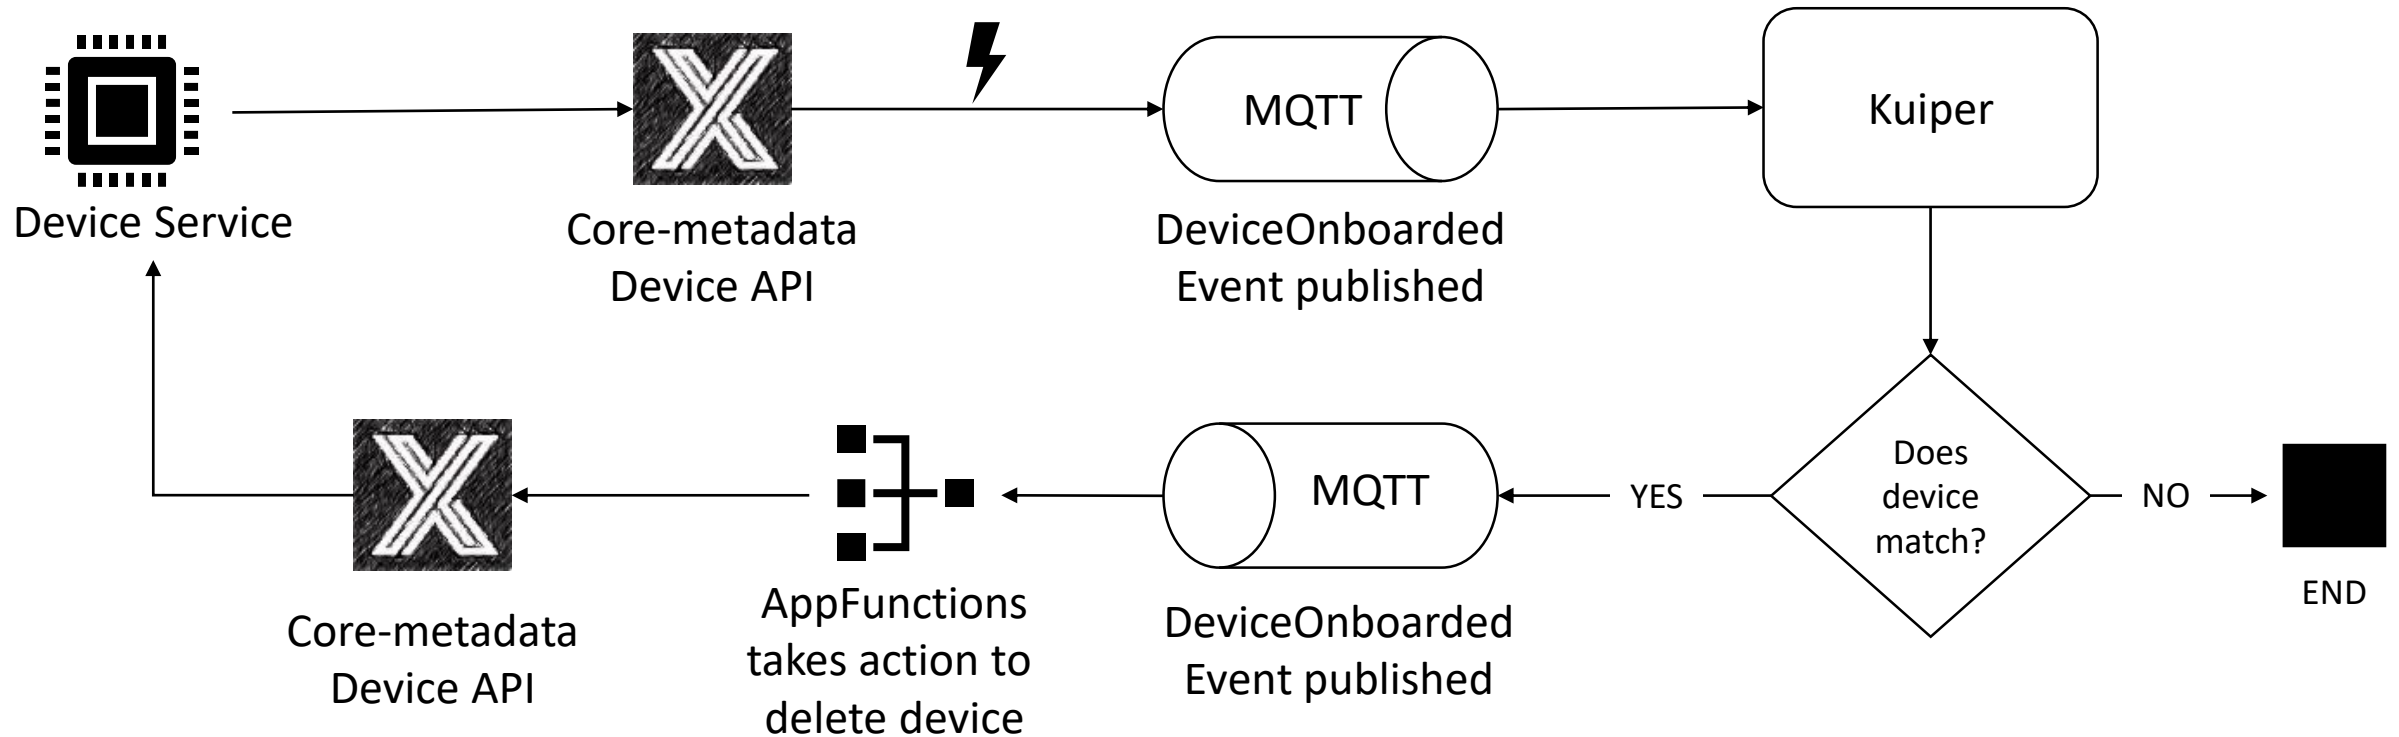 MQTT
Kuiper
Device Service
Core-metadata
Device API
DeviceOnboarded
Event published
Does
device
match?
YES
NO
END
MQTT
DeviceOnboarded
Event published
AppFunctions
takes action to
delete device
Core-metadata
Device API